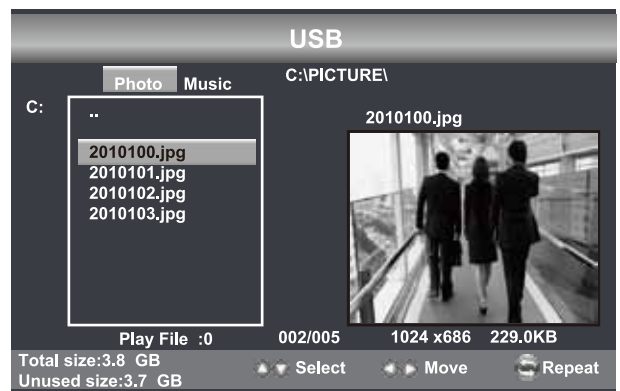 USB
Photo Music C:\PICTURE\
C: ..
2010100.jpg
2010100.jpg
2010101.jpg
2010102.jpg
2010103.jpg
Play File :0 002/005 1024 x686 229.0KB
Total size:3.8 GB
Unused size:3.7 GB
Select Move Repeat